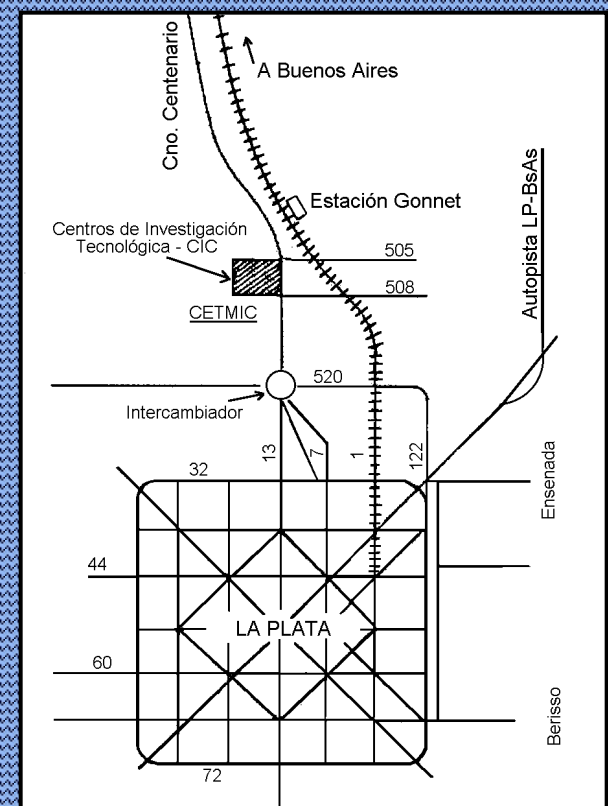 Cno. Centenario
A Buenos Aires
Autopista LP-BsAs
Estación Gonnet
Centros de Investigación
Tecnológica - CIC
505
508
CETMIC
520
Intercambiador
13
7
1
122
32
Ensenada
44
LA PLATA
60
Berisso
72